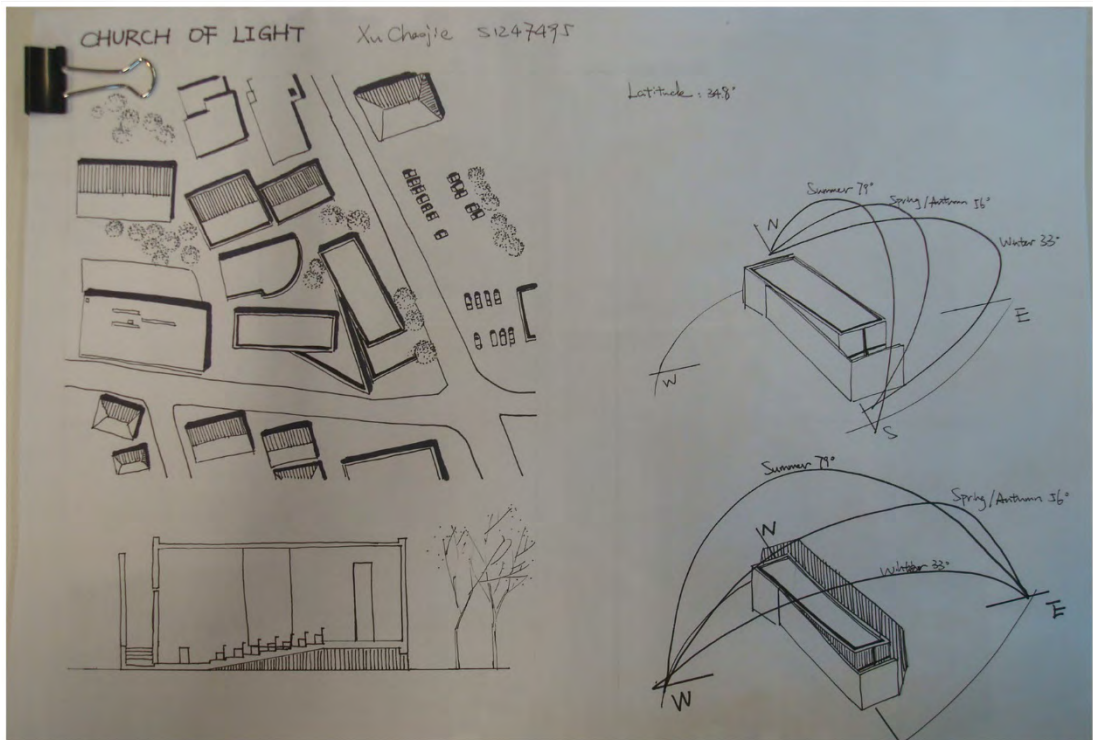 CHURCH OF LIGHT Xu Chaojie S1247495
Latitude : 34.8°
Summer 79°
Spring/Autumn 56°
Winter 33°
N
E
W
S
Summer 79°
Spring/Autumn 56°
Winter 33°
N
E
W